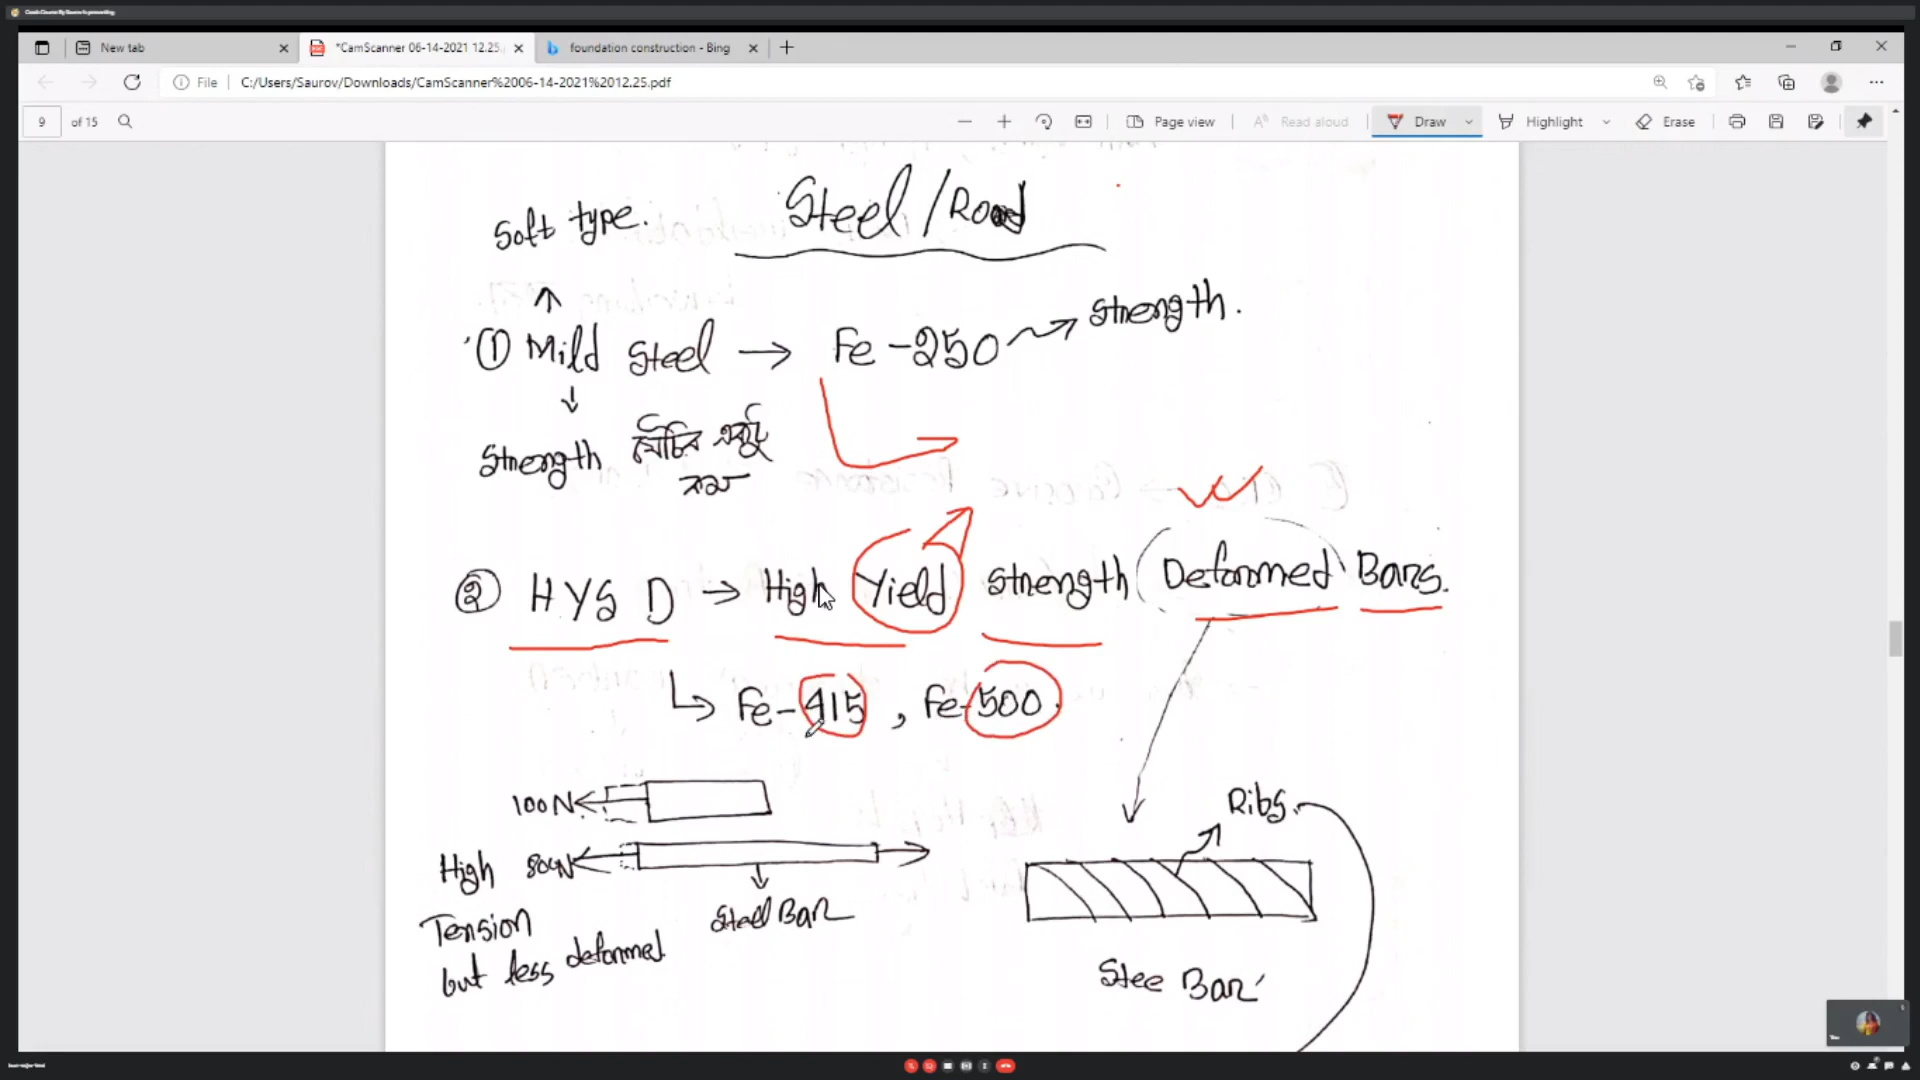 New tab
*CamScanner 06-14-2021 12.25.
foundation construction - Bing
File
C:/Users/Saurov/Downloads/CamScanner%2006-14-2021%2012.25.pdf
9 of 15
Page view
Read aloud
Draw
Highlight
Erase
Soft type.
Steel/Rod
Strength.
① Mild Steel → Fe-250
Strength
② HYSD → High Yield Strength Deformed Bars.
Fe-415, Fe-500.
100N
Ribs.
High
Tension
Steel Bar
but less deformed
Stee Bar